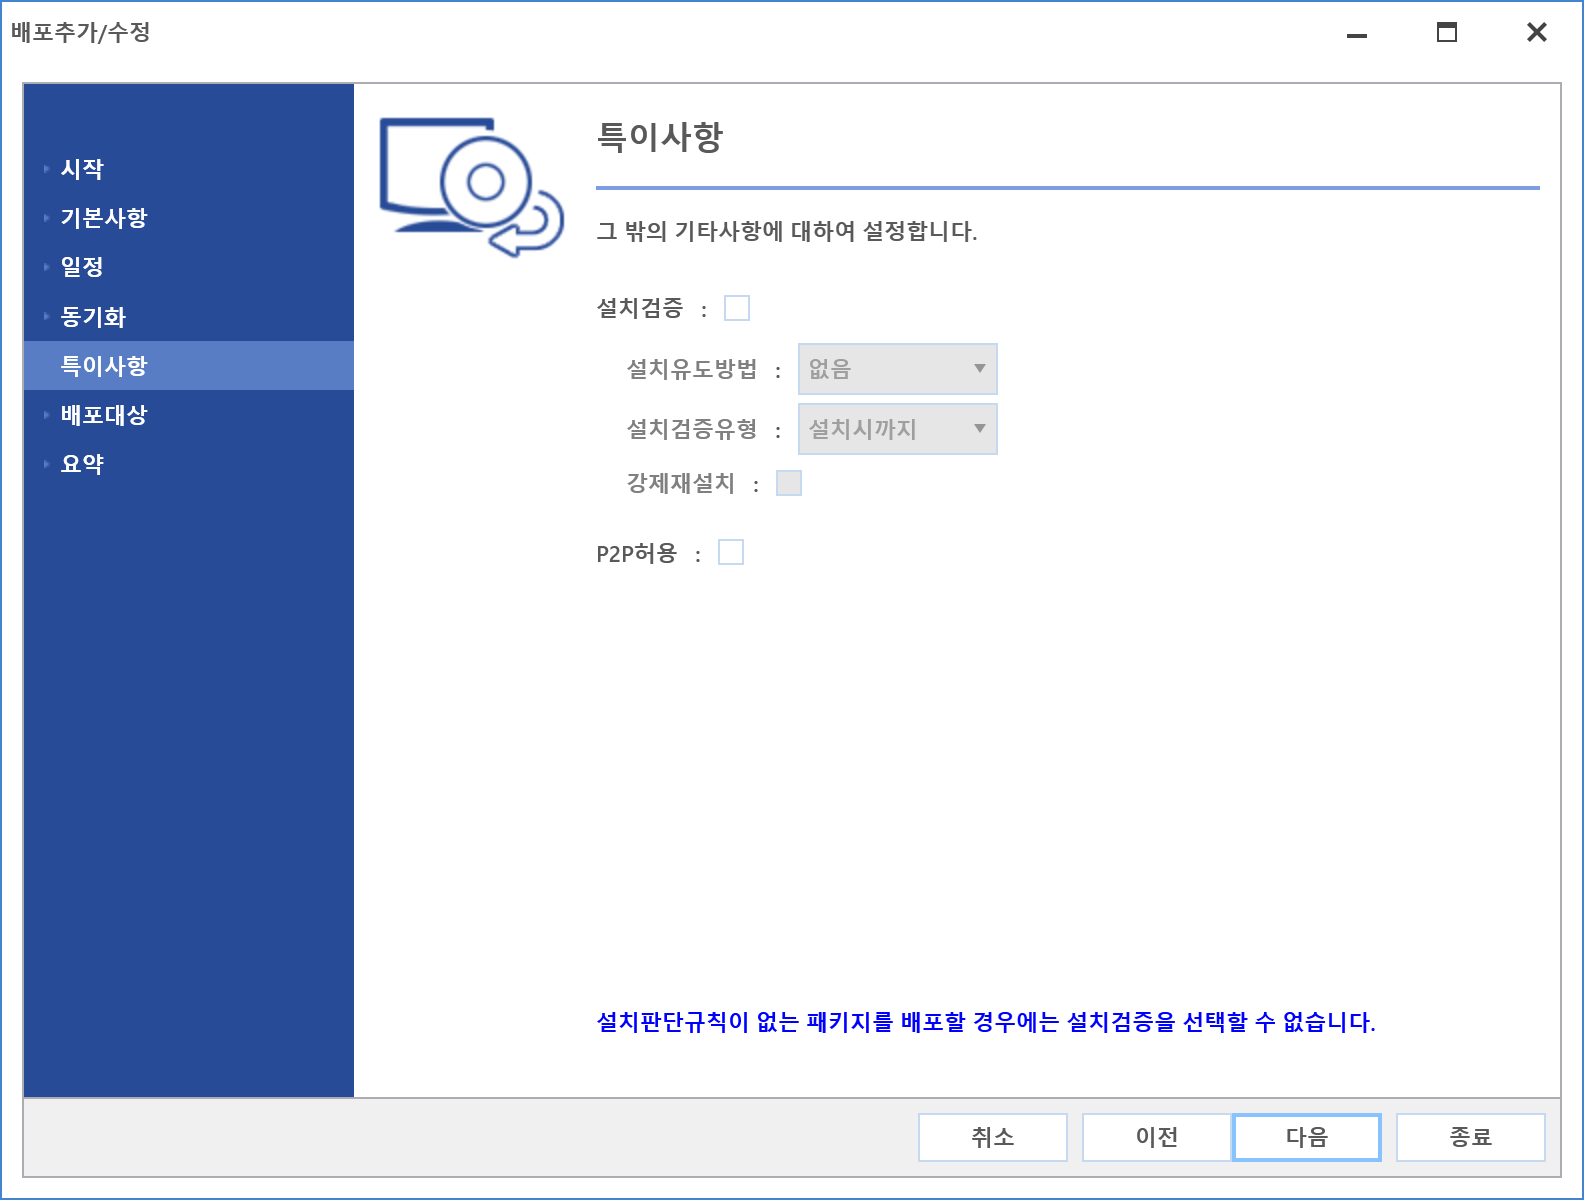 배포추가/수정
시작
기본사항
일정
동기화
특이사항
배포대상
요약
특이사항
그 밖의 기타사항에 대하여 설정합니다.
설치검증 :
설치유도방법 : 없음
설치검증유형 : 설치시까지
강제재설치 :
P2P허용 :
설치판단규칙이 없는 패키지를 배포할 경우에는 설치검증을 선택할 수 없습니다.
취소 이전 다음 종료